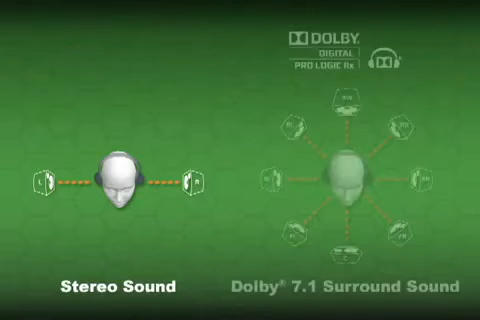 DOLBY
DIGITAL
PRO LOGIC IIx
L
R
C
Stereo Sound
Dolby® 7.1 Surround Sound